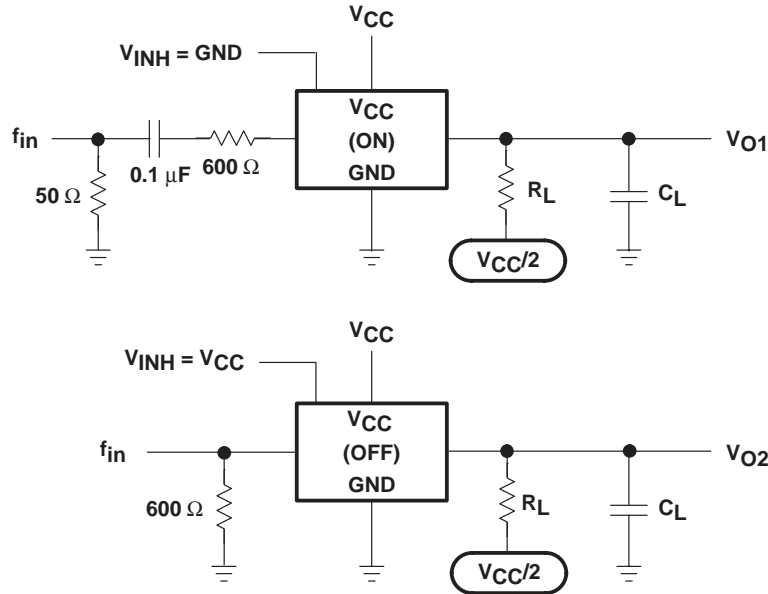 VCC
VINH = GND
VCC
(ON)
GND
fin
50 Ω
0.1 μF
600 Ω
RL
CL
VO1
VCC/2
VCC
VINH = VCC
VCC
(OFF)
GND
fin
600 Ω
RL
CL
VO2
VCC/2